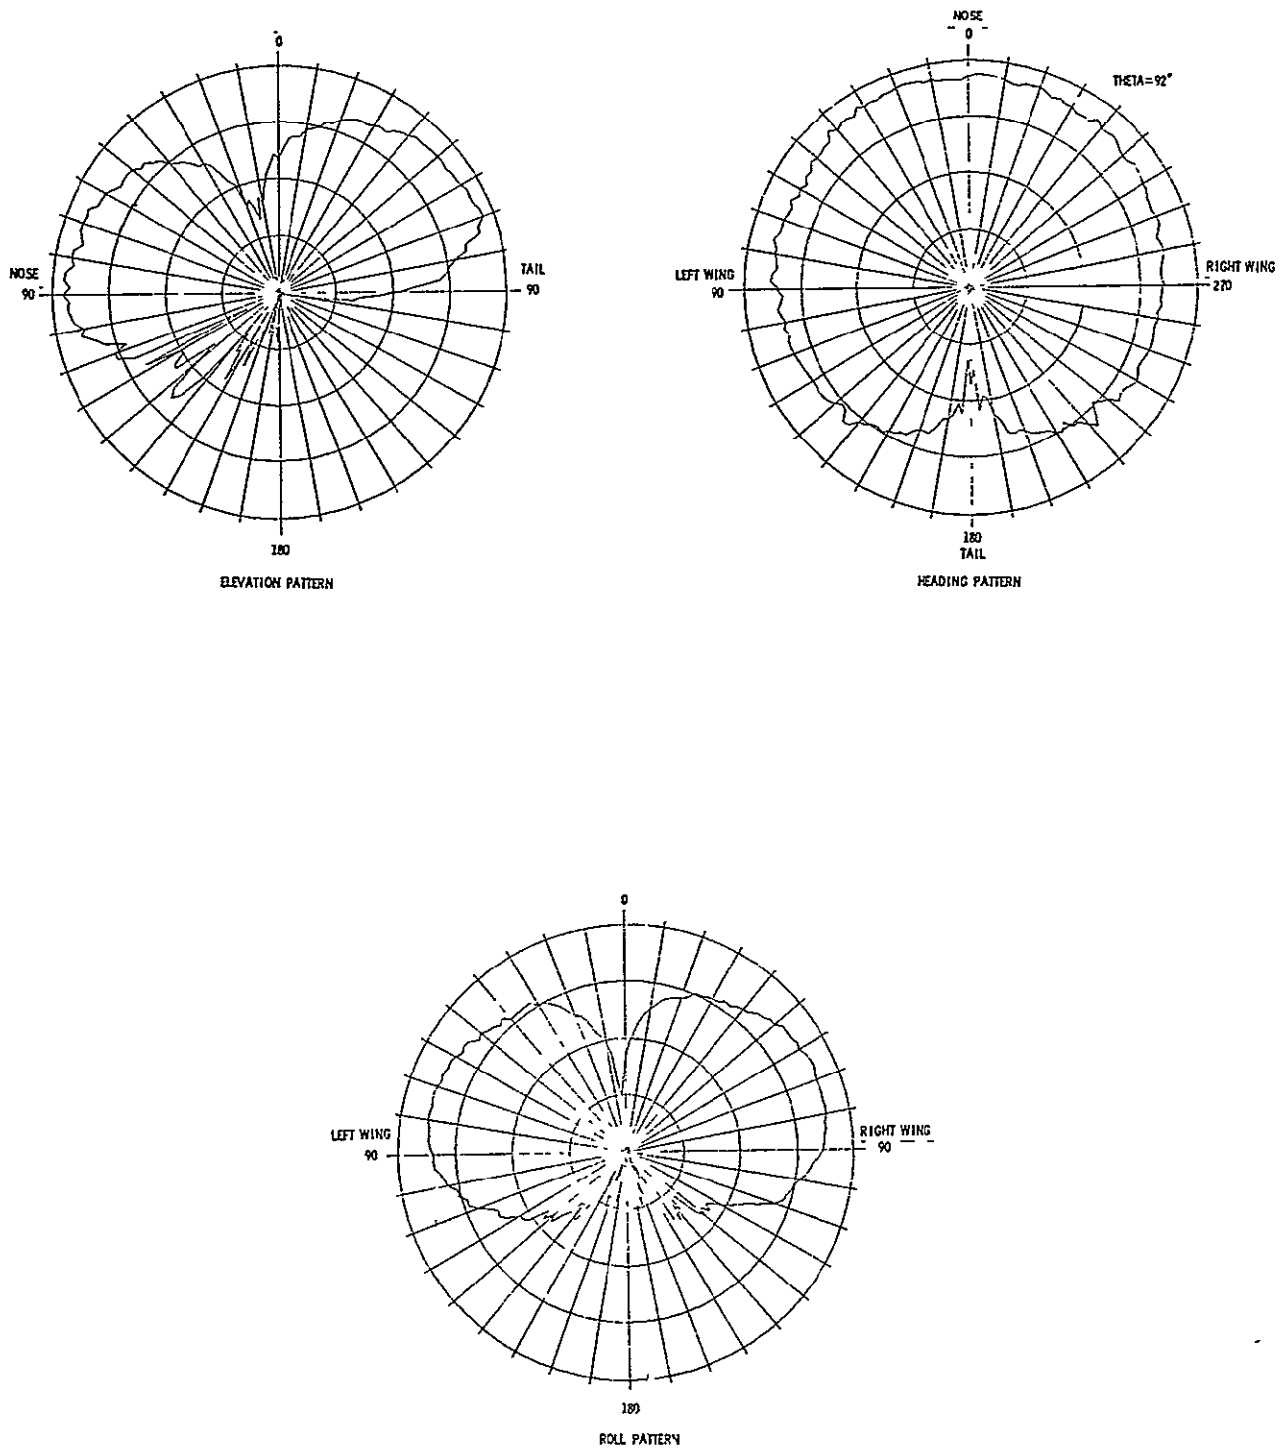 0
NOSE
90
TAIL
90
180
ELEVATION PATTERN
NOSE
0
THETA=92°
LEFT WING
90
RIGHT WING
270
180
TAIL
HEADING PATTERN
0
LEFT WING
90
RIGHT WING
90
180
ROLL PATTERN